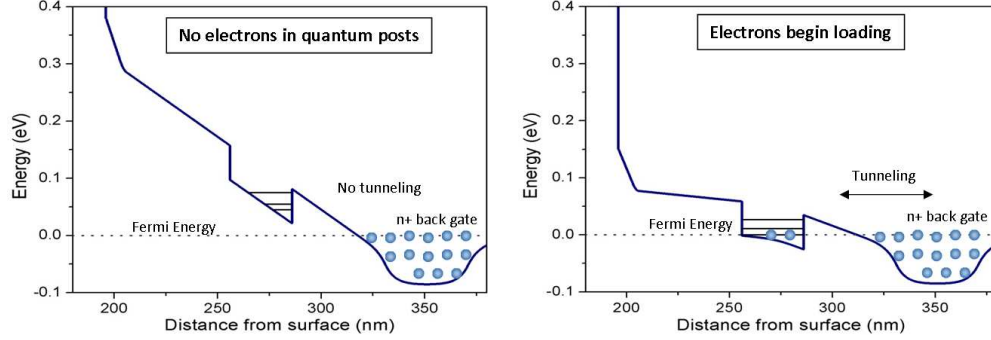 No electrons in quantum posts
Energy (eV)
0.4
0.3
0.2
0.1
0.0
-0.1
No tunneling
n+ back gate
Fermi Energy
200
250
300
350
Distance from surface (nm)
Electrons begin loading
Energy (eV)
0.4
0.3
0.2
0.1
0.0
-0.1
Tunneling
n+ back gate
Fermi Energy
200
250
300
350
Distance from surface (nm)